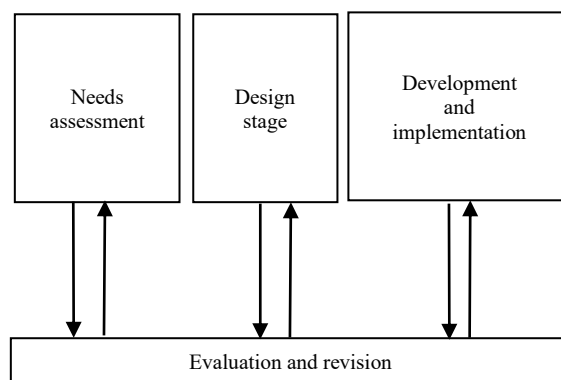 Needs
assessment
Design
stage
Development
and
implementation
Evaluation and revision